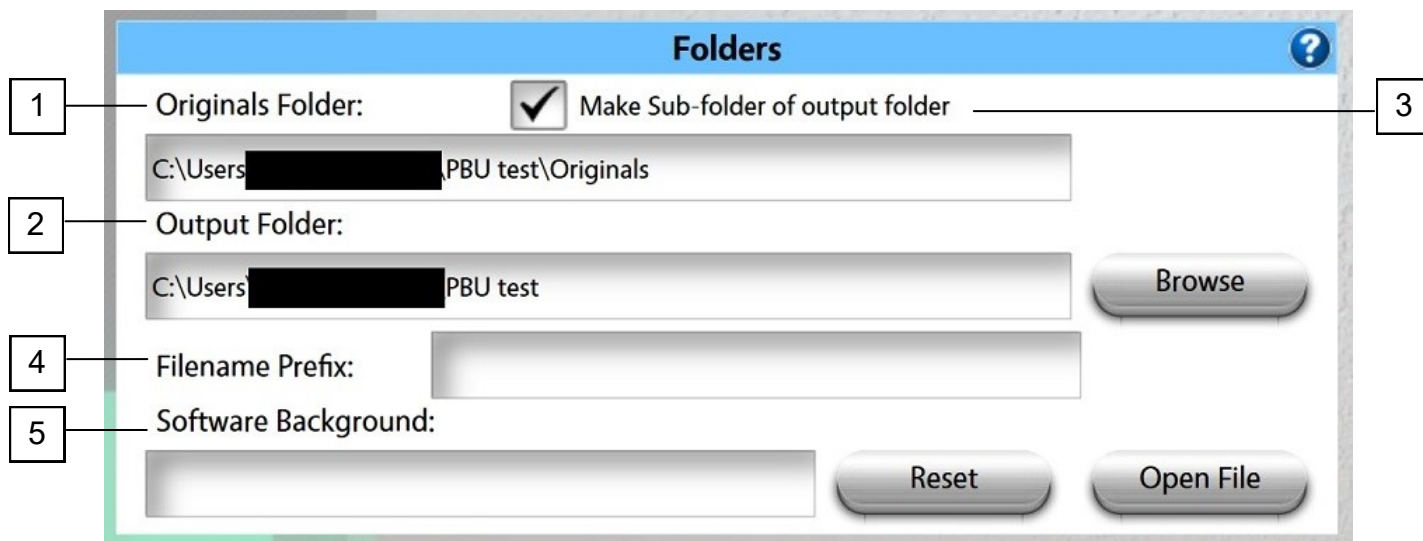 Folders ?
1 Originals Folder: Make Sub-folder of output folder 3
C:\Users \PBU test\Originals
2 Output Folder:
C:\Users\ PBU test
Browse
4 Filename Prefix:
5 Software Background:
Reset Open File